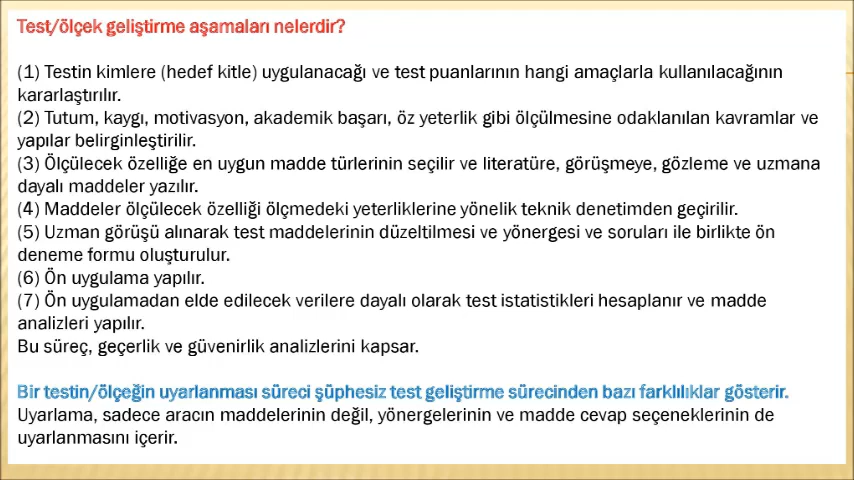 Test/ölçek geliştirme aşamaları nelerdir?
(1) Testin kimlere (hedef kitle) uygulanacağı ve test puanlarının hangi amaçlarla kullanılacağının
kararlaştırılır.
(2) Tutum, kaygı, motivasyon, akademik başarı, öz yeterlik gibi ölçülmesine odaklanılan kavramlar ve
yapılar belirginleştirilir.
(3) Ölçülecek özelliğe en uygun madde türlerinin seçilir ve literatüre, görüşmeye, gözleme ve uzmana
dayalı maddeler yazılır.
(4) Maddeler ölçülecek özelliği ölçmedeki yeterliklerine yönelik teknik denetimden geçirilir.
(5) Uzman görüşü alınarak test maddelerinin düzeltilmesi ve yönergesi ve soruları ile birlikte ön
deneme formu oluşturulur.
(6) Ön uygulama yapılır.
(7) Ön uygulamadan elde edilecek verilere dayalı olarak test istatistikleri hesaplanır ve madde
analizleri yapılır.
Bu süreç, geçerlik ve güvenirlik analizlerini kapsar.
Bir testin/ölçeğin uyarlanması süreci şüphesiz test geliştirme sürecinden bazı farklılıklar gösterir.
Uyarlama, sadece aracın maddelerinin değil, yönergelerinin ve madde cevap seçeneklerinin de
uyarlanmasını içerir.